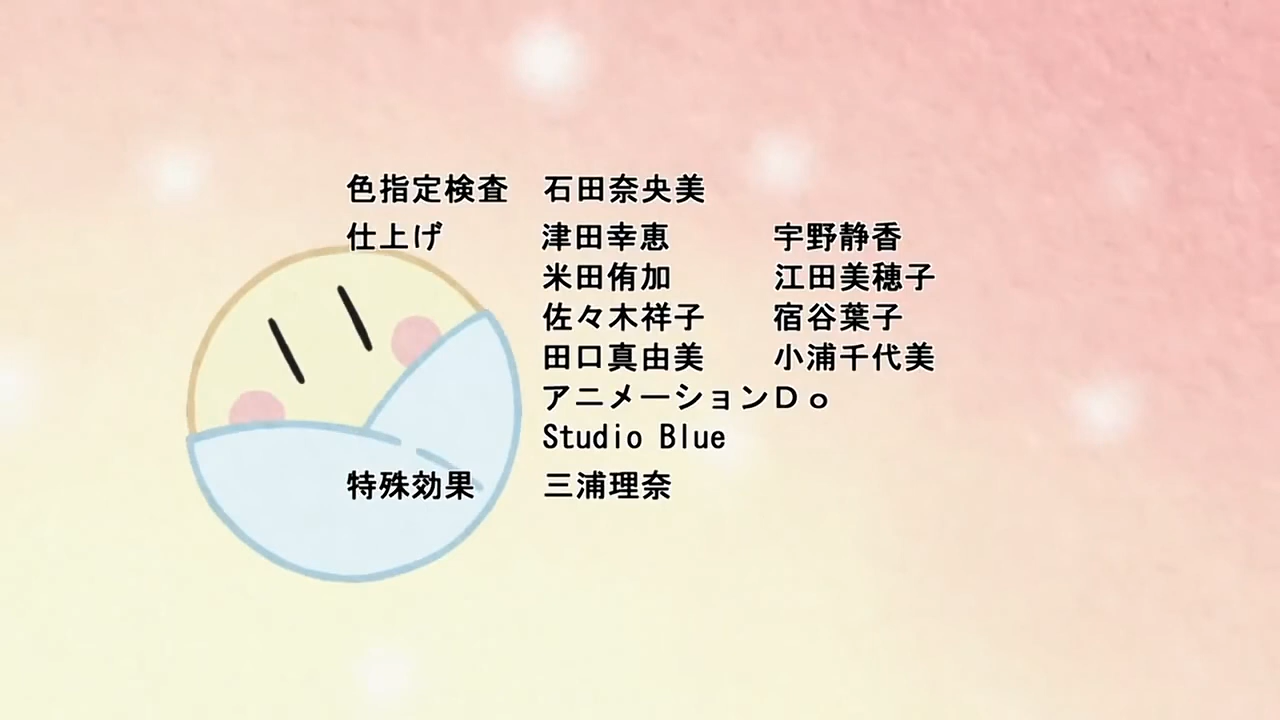 色指定検査 石田奈央美
仕上げ 津田幸恵 宇野静香
米田侑加 江田美穂子
佐々木祥子 宿谷葉子
田口真由美 小浦千代美
アニメーションＤｏ
Studio Blue
特殊効果 三浦理奈